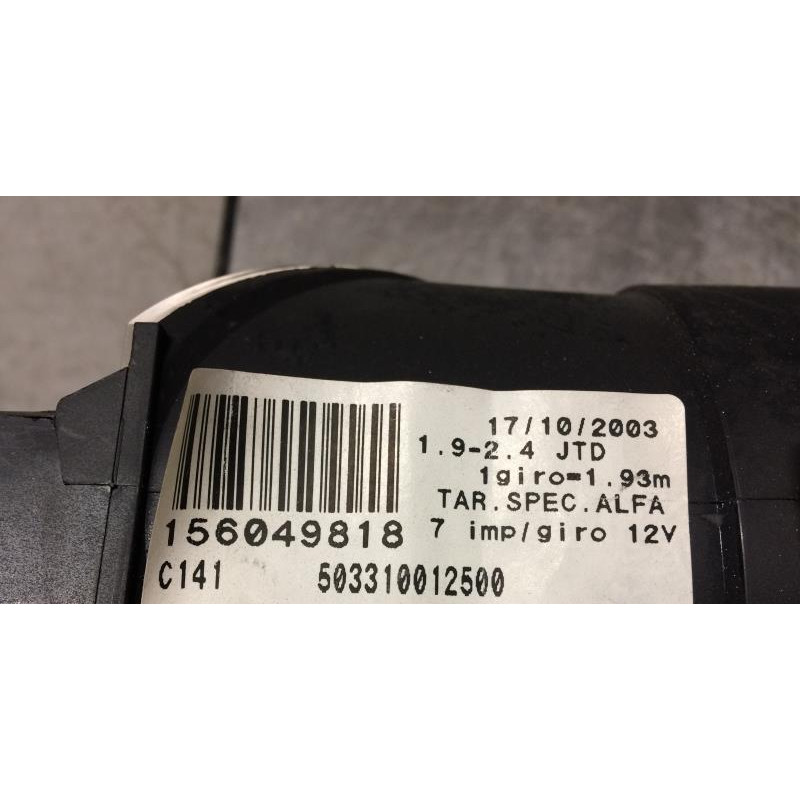 17/10/2003
1.9-2.4 JTD
1giro=1.93m
TAR.SPEC.ALFA
156049818 7 imp/giro 12V
C141 503310012500